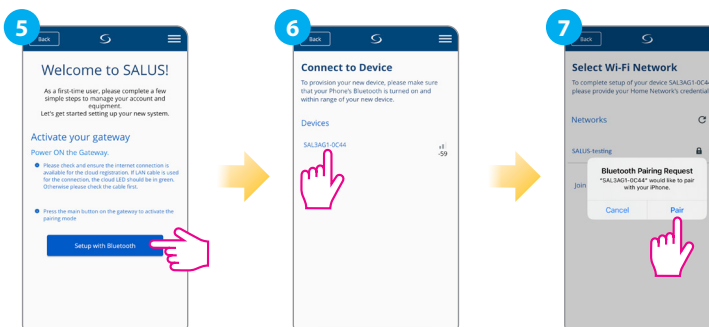 5
Back
Welcome to SALUS!
As a first-time user, please complete a few
simple steps to manage your account and
equipment.
Let's get started setting up your new system.
Activate your gateway
Power ON the Gateway.
Please check and ensure the internet connection is
available for the cloud registration. If LAN cable is used
for the connection, the cloud LED should be in green.
Otherwise please check the cable first.
Press the main button on the gateway to activate the
pairing mode
Setup with Bluetooth
6
Back
Connect to Device
To provision your new device, please make sure
that your Phone's Bluetooth is turned on and
within range of your new device.
Devices
SAL3AG1-0C44
-59
7
Back
Select Wi-Fi Network
To complete setup of your device SAL3AG1-0C44
please provide your Home Network's credential
Networks
SALUS-testing
Join
Bluetooth Pairing Request
"SAL3AG1-0C44" would like to pair
with your iPhone.
Cancel
Pair